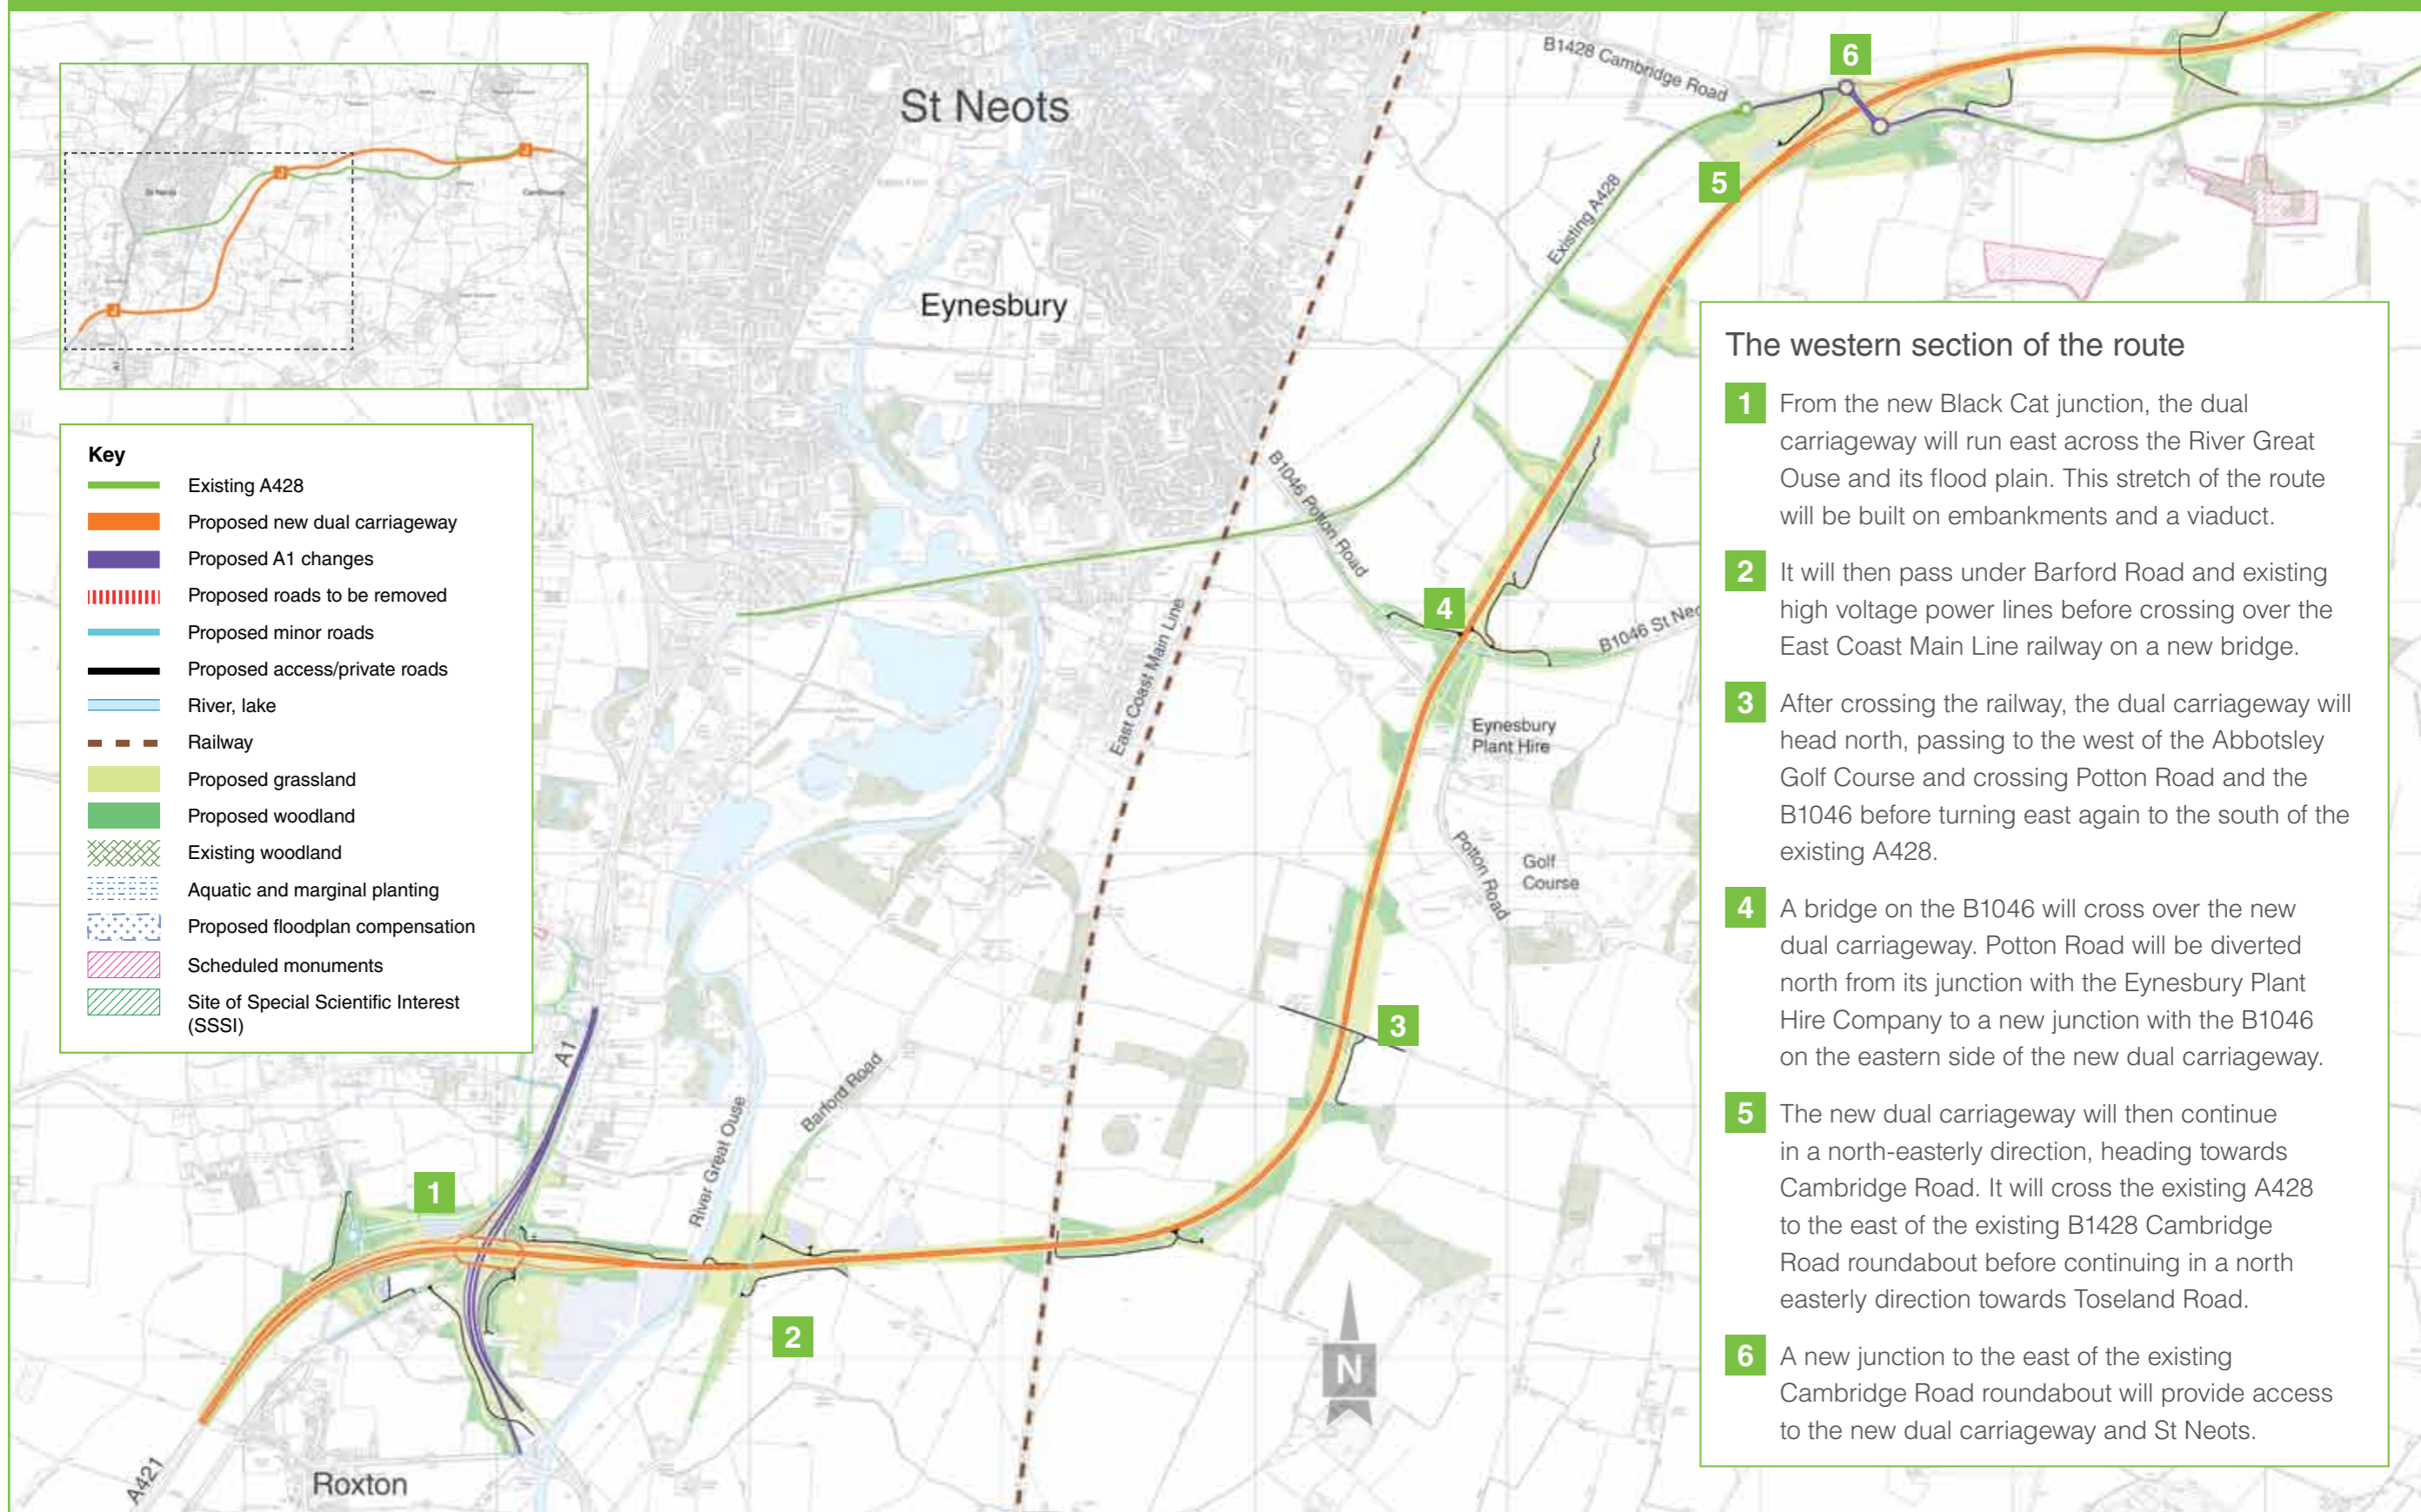 St Neots
Eynesbury
B1428 Cambridge Road
Existing A428
B1046 Potton Road
East Coast Main Line
Eynesbury
Plant Hire
Potton Road
Golf
Course
A1
River Great Ouse
Barford Road
A421
Roxton
N
1
2
3
4
5
6
St Neots
Cambourne
J
J
J
Key
Existing A428
Proposed new dual carriageway
Proposed A1 changes
Proposed roads to be removed
Proposed minor roads
Proposed access/private roads
River, lake
Railway
Proposed grassland
Proposed woodland
Existing woodland
Aquatic and marginal planting
Proposed floodplan compensation
Scheduled monuments
Site of Special Scientific Interest
(SSSI)
B1046 St Neo
The western section of the route
1 From the new Black Cat junction, the dual
carriageway will run east across the River Great
Ouse and its flood plain. This stretch of the route
will be built on embankments and a viaduct.
2 It will then pass under Barford Road and existing
high voltage power lines before crossing over the
East Coast Main Line railway on a new bridge.
3 After crossing the railway, the dual carriageway will
head north, passing to the west of the Abbotsley
Golf Course and crossing Potton Road and the
B1046 before turning east again to the south of the
existing A428.
4 A bridge on the B1046 will cross over the new
dual carriageway. Potton Road will be diverted
north from its junction with the Eynesbury Plant
Hire Company to a new junction with the B1046
on the eastern side of the new dual carriageway.
5 The new dual carriageway will then continue
in a north-easterly direction, heading towards
Cambridge Road. It will cross the existing A428
to the east of the existing B1428 Cambridge
Road roundabout before continuing in a north
easterly direction towards Toseland Road.
6 A new junction to the east of the existing
Cambridge Road roundabout will provide access
to the new dual carriageway and St Neots.